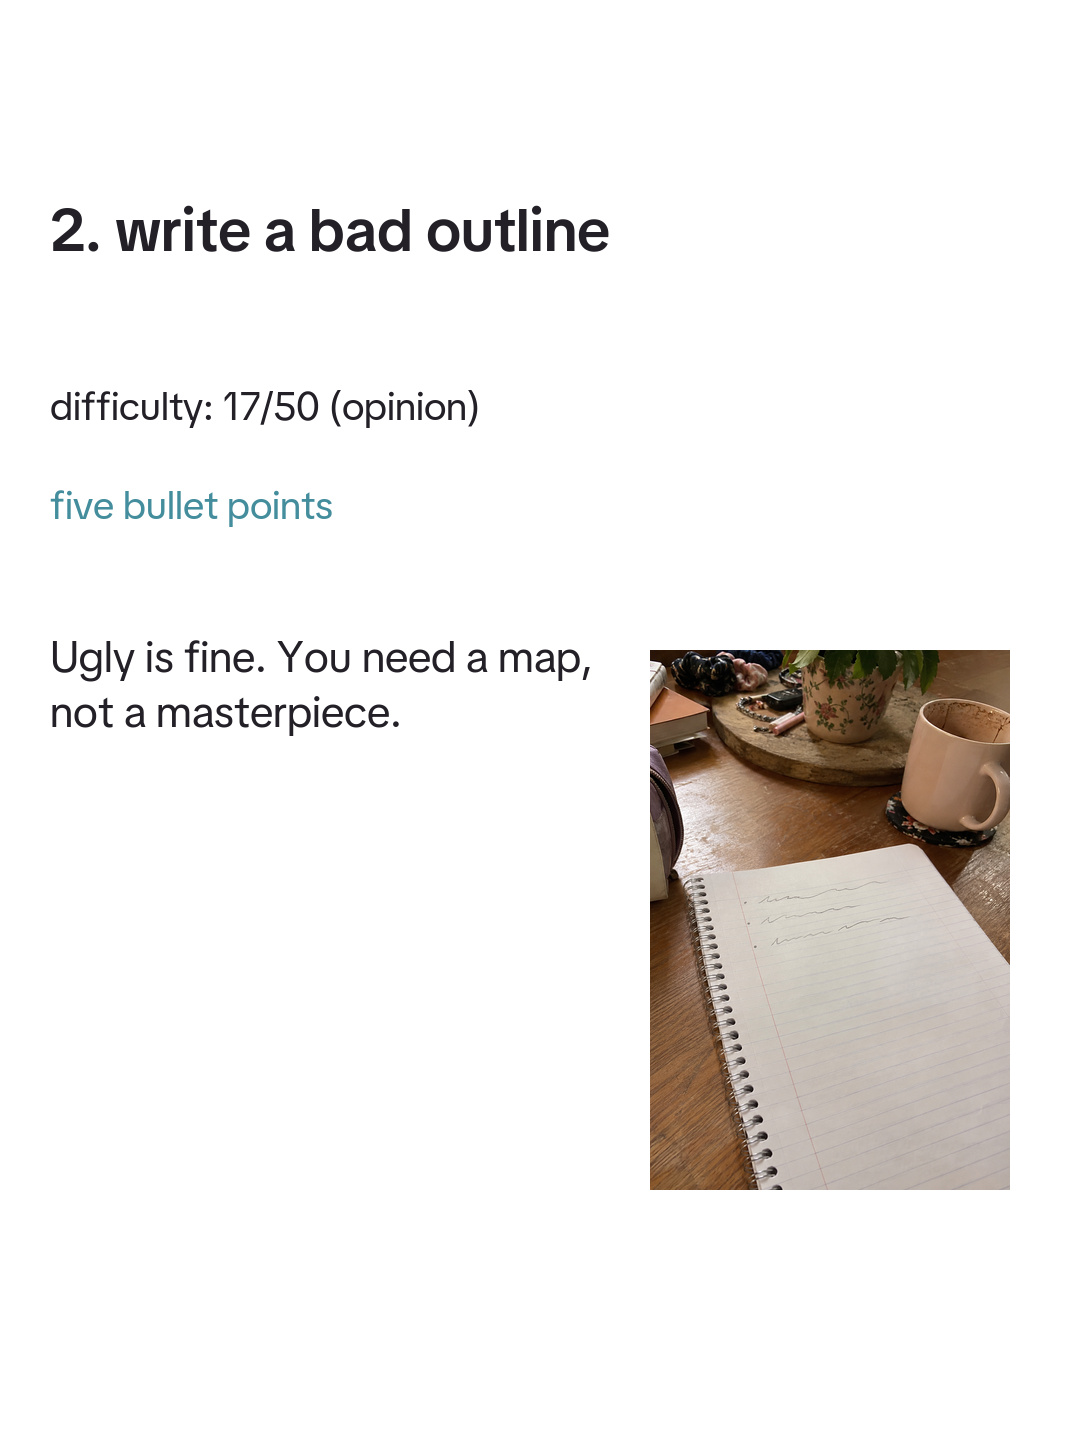 2. write a bad outline
difficulty: 17/50 (opinion)
five bullet points
Ugly is fine. You need a map,
not a masterpiece.